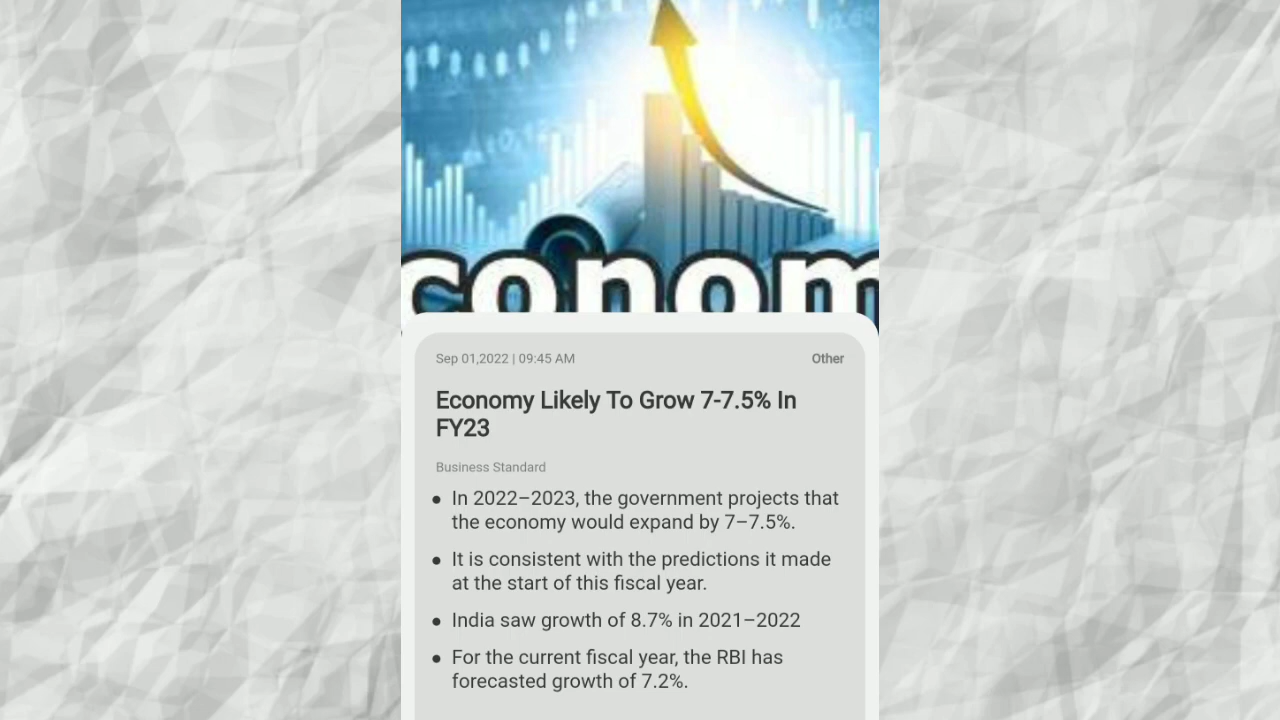 conom
Sep 01,2022 | 09:45 AM
Other
Economy Likely To Grow 7-7.5% In
FY23
Business Standard
• In 2022–2023, the government projects that
the economy would expand by 7–7.5%.
• It is consistent with the predictions it made
at the start of this fiscal year.
• India saw growth of 8.7% in 2021–2022
• For the current fiscal year, the RBI has
forecasted growth of 7.2%.